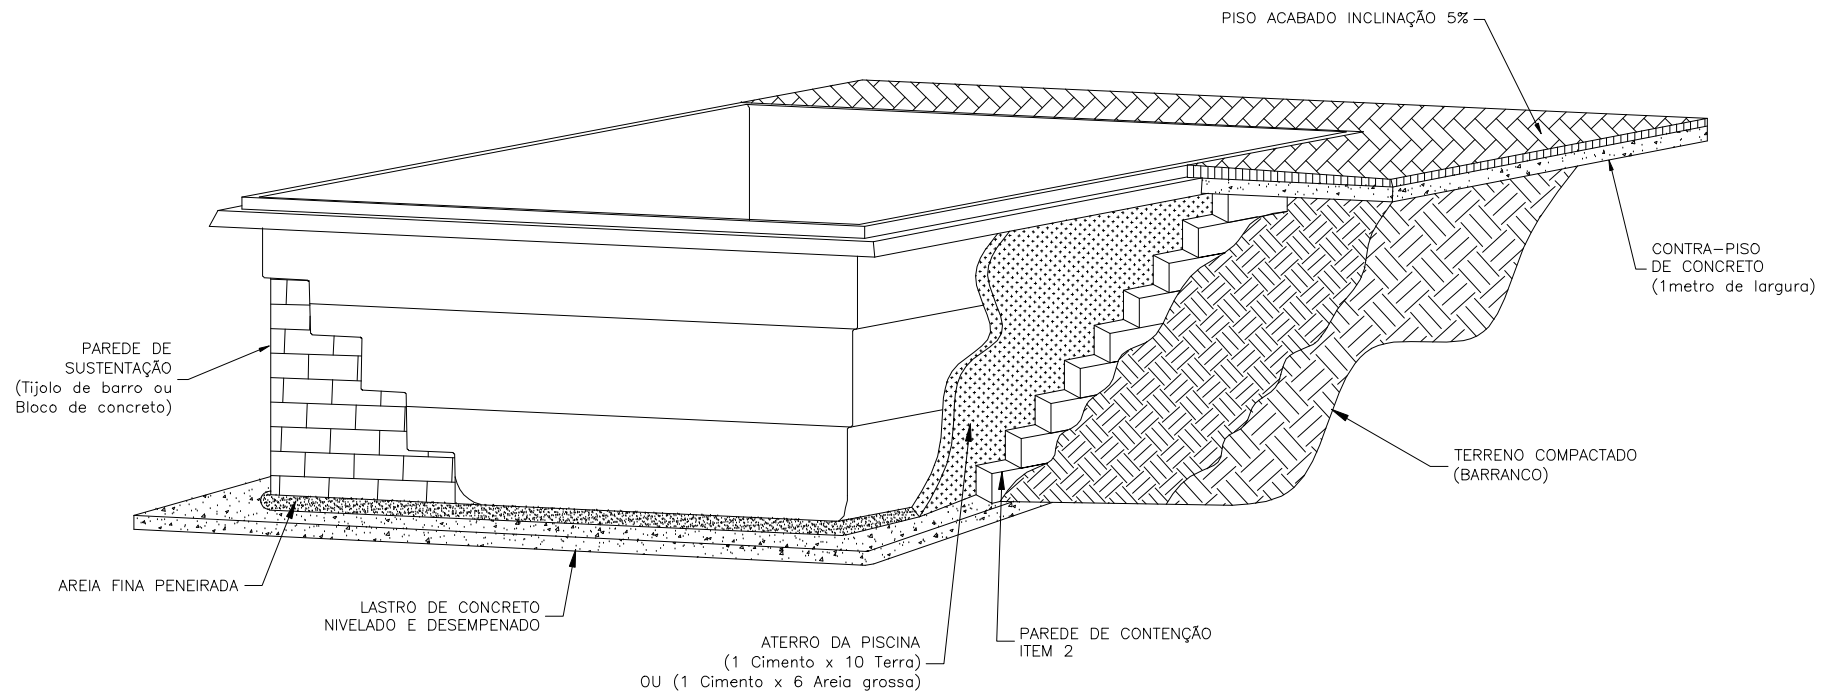 PISO ACABADO INCLINAÇÃO 5%
CONTRA-PISO
DE CONCRETO
(1metro de largura)
PAREDE DE
SUSTENTAÇÃO
(Tijolo de barro ou
Bloco de concreto)
TERRENO COMPACTADO
(BARRANCO)
AREIA FINA PENEIRADA
LASTRO DE CONCRETO
NIVELADO E DESEMPENADO
ATERRO DA PISCINA
(1 Cimento x 10 Terra)
OU (1 Cimento x 6 Areia grossa)
PAREDE DE CONTENÇÃO
ITEM 2